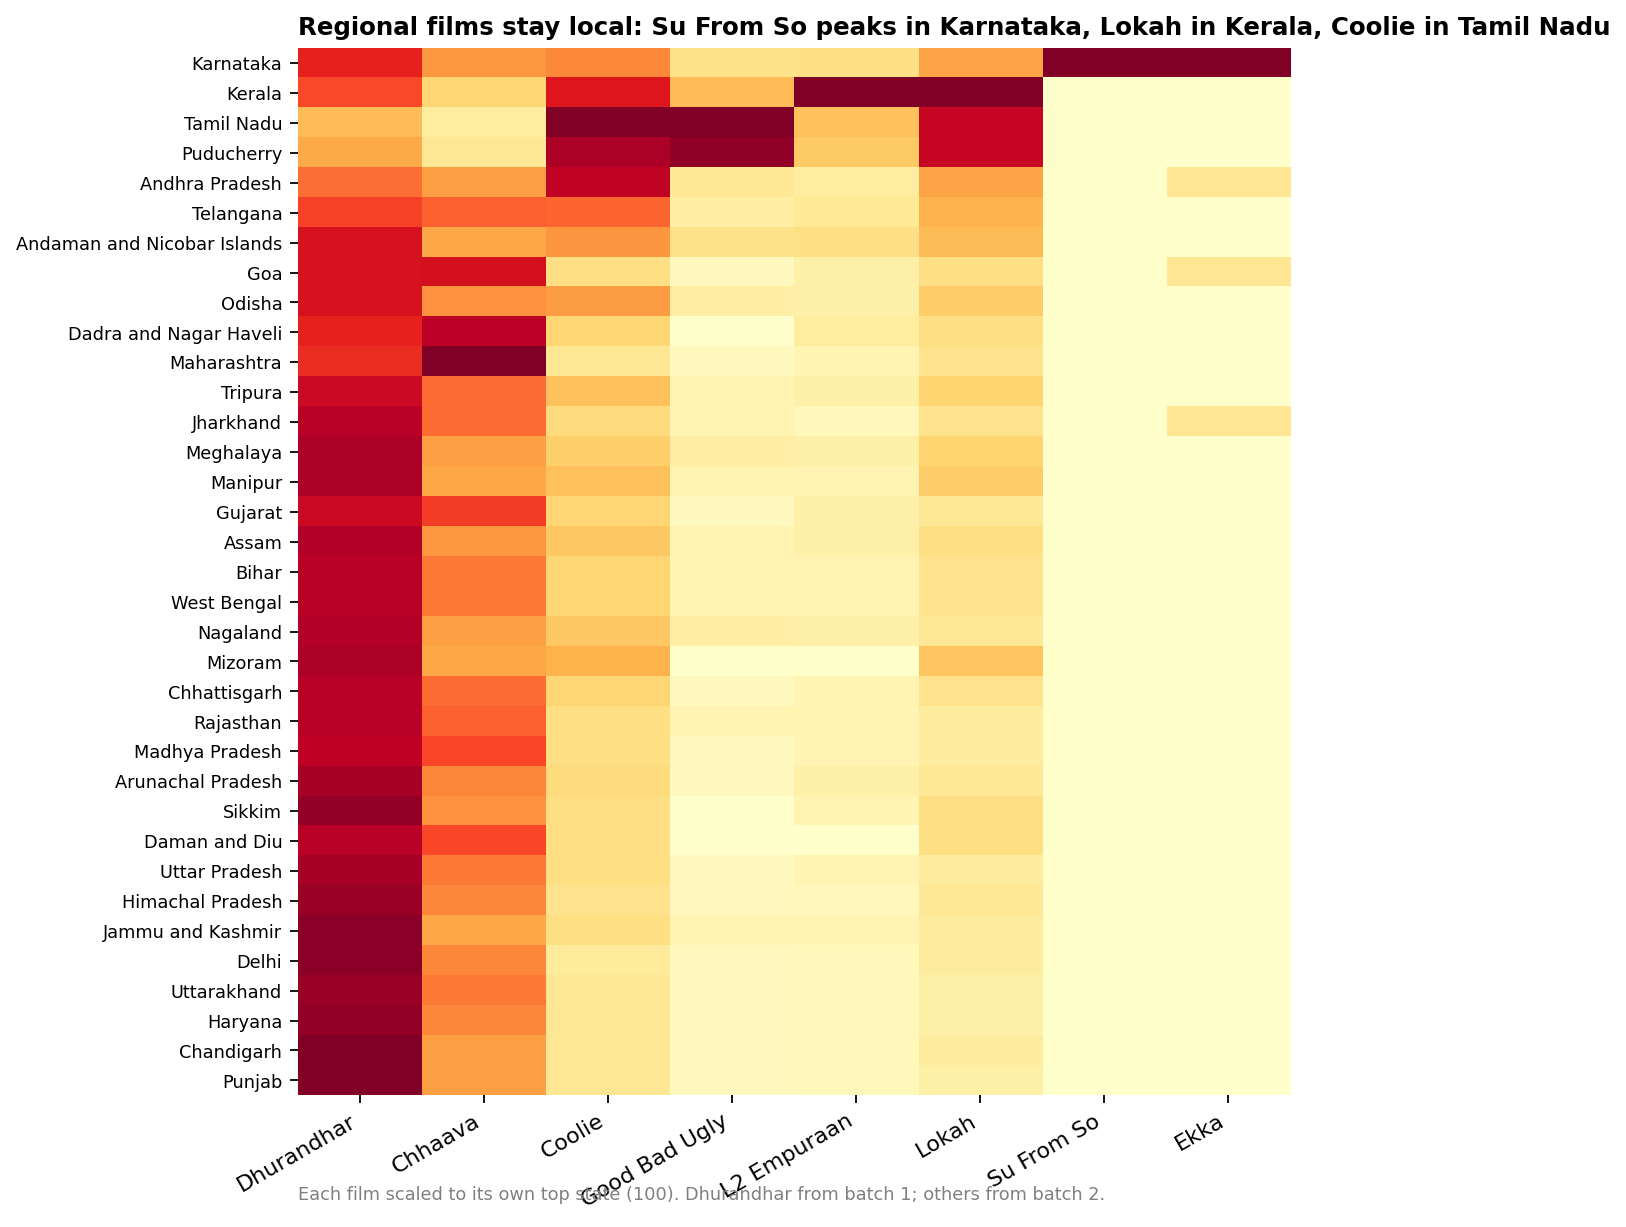 Regional films stay local: Su From So peaks in Karnataka, Lokah in Kerala, Coolie in Tamil Nadu
Karnataka
Kerala
Tamil Nadu
Puducherry
Andhra Pradesh
Telangana
Andaman and Nicobar Islands
Goa
Odisha
Dadra and Nagar Haveli
Maharashtra
Tripura
Jharkhand
Meghalaya
Manipur
Gujarat
Assam
Bihar
West Bengal
Nagaland
Mizoram
Chhattisgarh
Rajasthan
Madhya Pradesh
Arunachal Pradesh
Sikkim
Daman and Diu
Uttar Pradesh
Himachal Pradesh
Jammu and Kashmir
Delhi
Uttarakhand
Haryana
Chandigarh
Punjab
Dhurandhar
Chhaava
Coolie
Good Bad Ugly
L2 Empuraan
Lokah
Su From So
Ekka
Each film scaled to its own top state (100). Dhurandhar from batch 1; others from batch 2.